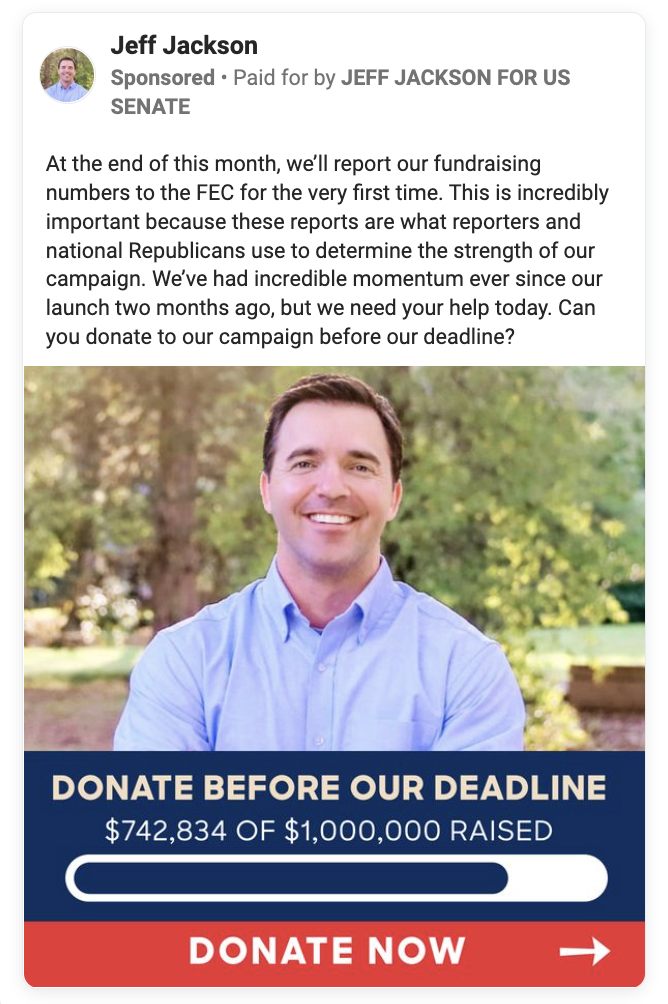 Jeff Jackson
Sponsored • Paid for by JEFF JACKSON FOR US
SENATE
At the end of this month, we’ll report our fundraising
numbers to the FEC for the very first time. This is incredibly
important because these reports are what reporters and
national Republicans use to determine the strength of our
campaign. We’ve had incredible momentum ever since our
launch two months ago, but we need your help today. Can
you donate to our campaign before our deadline?
DONATE BEFORE OUR DEADLINE
$742,834 OF $1,000,000 RAISED
DONATE NOW